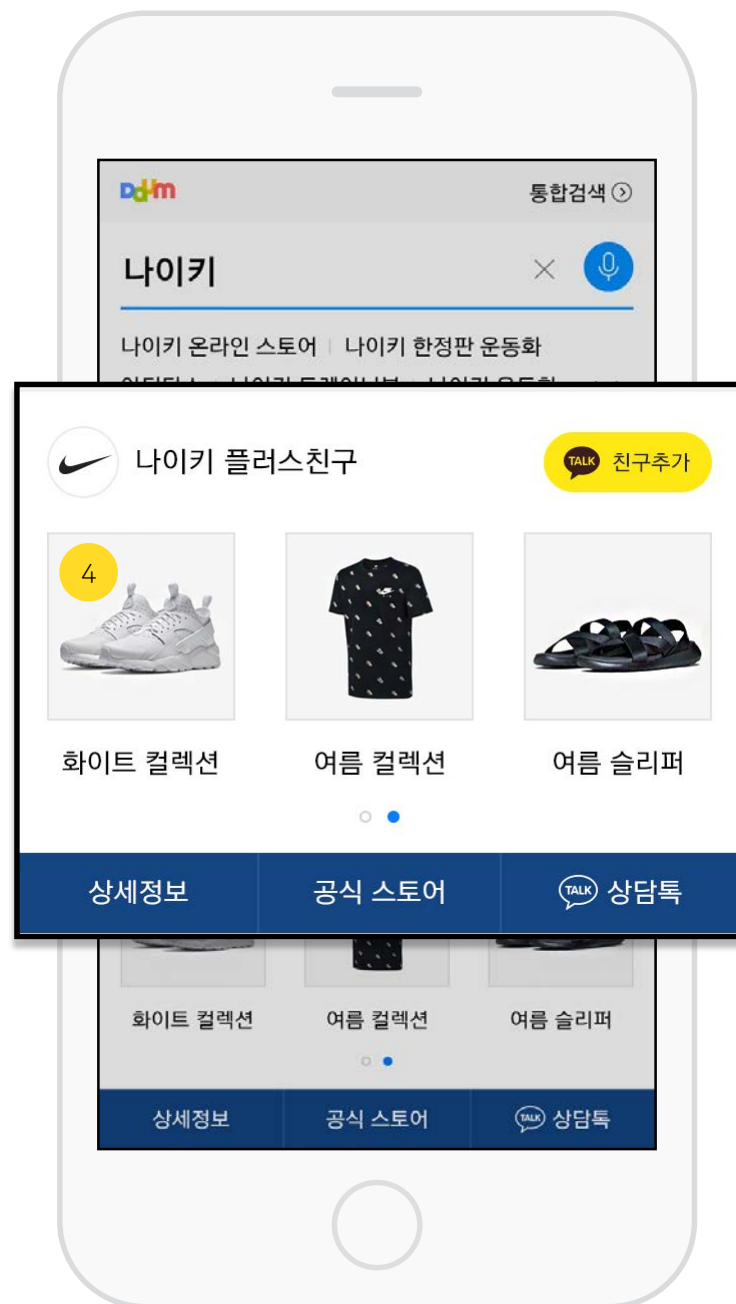 Daum
통합검색
나이키
나이키 온라인 스토어 나이키 한정판 운동화
나이키 플러스친구
TALK 친구추가
4
화이트 컬렉션 여름 컬렉션 여름 슬리퍼
상세정보 공식 스토어 TALK 상담톡
화이트 컬렉션 여름 컬렉션 여름 슬리퍼
상세정보 공식 스토어 TALK 상담톡